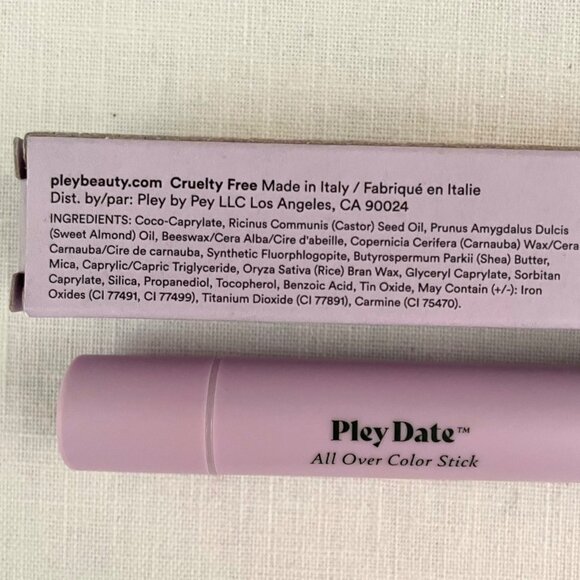 pleybeauty.com Cruelty Free Made in Italy / Fabriqué en Italie
Dist. by/par: Pley by Pey LLC Los Angeles, CA 90024
INGREDIENTS: Coco-Caprylate, Ricinus Communis (Castor) Seed Oil, Prunus Amygdalus Dulcis
(Sweet Almond) Oil, Beeswax/Cera Alba/Cire d'abeille, Copernicia Cerifera (Carnauba) Wax/Cera
Carnauba/Cire de carnauba, Synthetic Fluorphlogopite, Butyrospermum Parkii (Shea) Butter,
Mica, Caprylic/Capric Triglyceride, Oryza Sativa (Rice) Bran Wax, Glyceryl Caprylate, Sorbitan
Caprylate, Silica, Propanediol, Tocopherol, Benzoic Acid, Tin Oxide, May Contain (+/-): Iron
Oxides (CI 77491, CI 77499), Titanium Dioxide (CI 77891), Carmine (CI 75470).
Pley Date™
All Over Color Stick